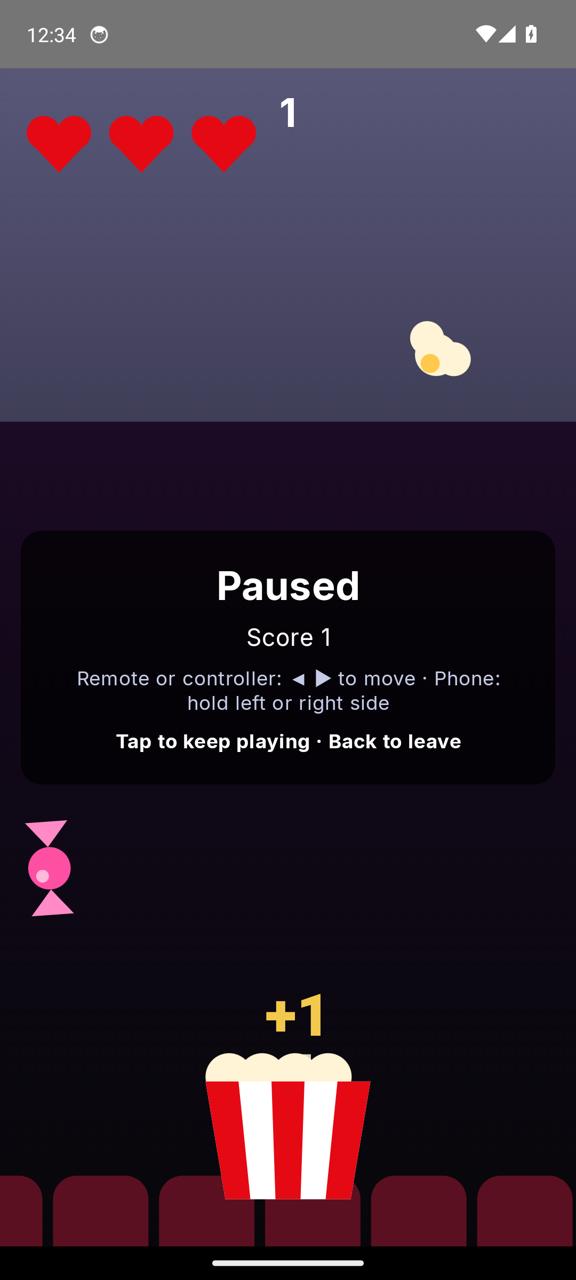 12:34
1
Paused
Score 1
Remote or controller: ◄ ► to move · Phone:
hold left or right side
Tap to keep playing · Back to leave
+1